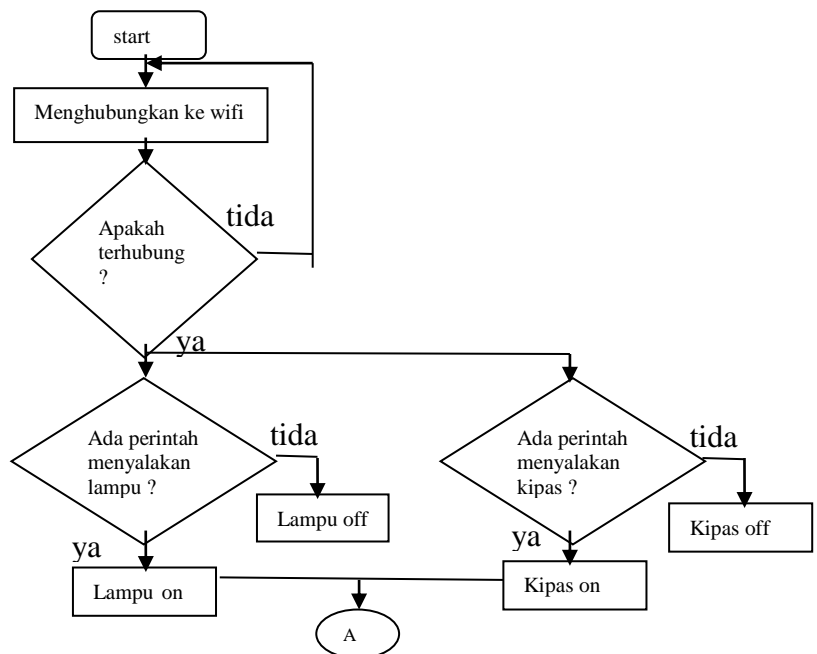 start
Menghubungkan ke wifi
tida
Apakah
terhubung
?
ya
Ada perintah
menyalakan
lampu ?
tida
Lampu off
ya
Lampu on
Ada perintah
menyalakan
kipas ?
tida
Kipas off
ya
Kipas on
A